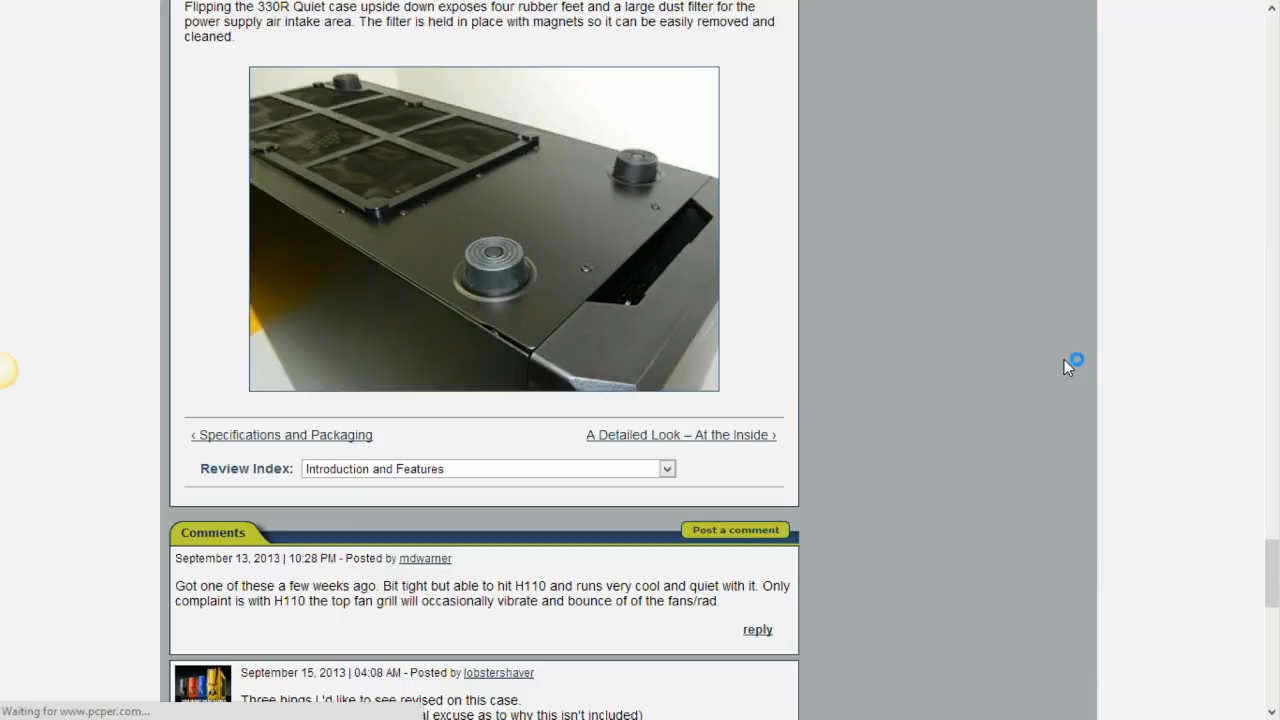 Flipping the 330R Quiet case upside down exposes four rubber feet and a large dust filter for the
power supply air intake area. The filter is held in place with magnets so it can be easily removed and
cleaned.
‹ Specifications and Packaging
A Detailed Look – At the Inside ›
Review Index:
Introduction and Features
Comments
Post a comment
September 13, 2013 | 10:28 PM - Posted by mdwarner
Got one of these a few weeks ago. Bit tight but able to hit H110 and runs very cool and quiet with it. Only
complaint is with H110 the top fan grill will occasionally vibrate and bounce of of the fans/rad.
reply
September 15, 2013 | 04:08 AM - Posted by lobstershaver
Three hings I 'd like to see revised on this case.
al excuse as to why this isn't included)
Waiting for www.pcper.com...